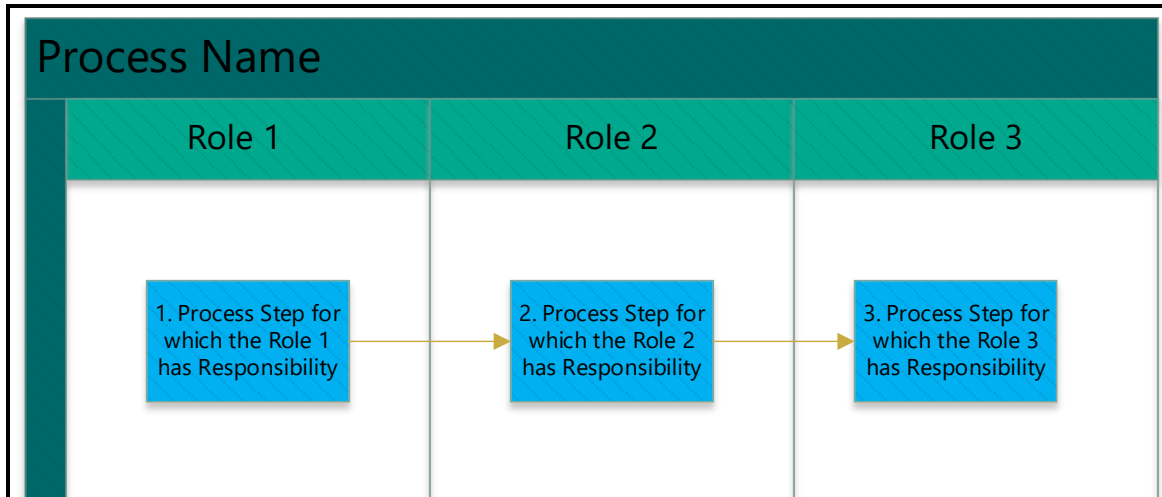 Process Name
Role 1
Role 2
Role 3
1. Process Step for
which the Role 1
has Responsibility
2. Process Step for
which the Role 2
has Responsibility
3. Process Step for
which the Role 3
has Responsibility